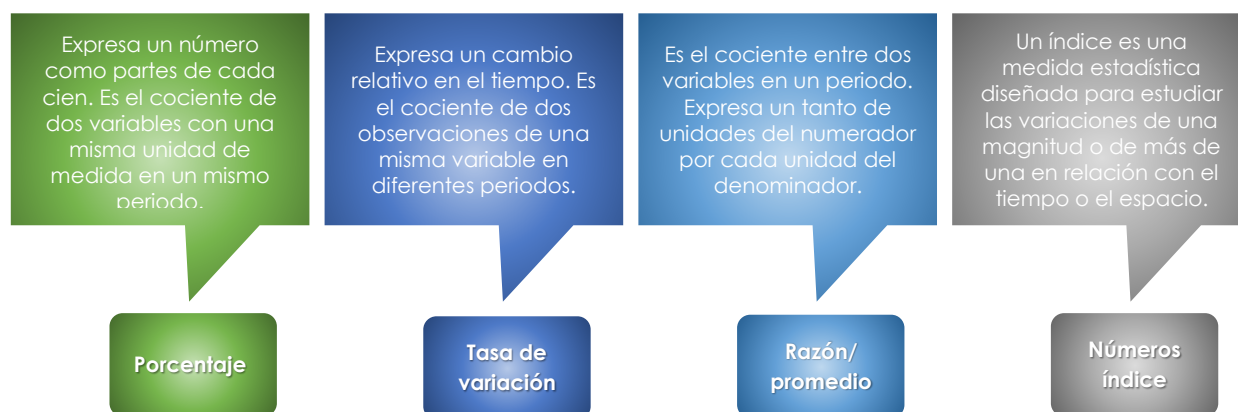 Expresa un número
como partes de cada
cien. Es el cociente de
dos variables con una
misma unidad de
medida en un mismo
periodo.
Expresa un cambio
relativo en el tiempo. Es
el cociente de dos
observaciones de una
misma variable en
diferentes periodos.
Es el cociente entre dos
variables en un periodo.
Expresa un tanto de
unidades del numerador
por cada unidad del
denominador.
Un índice es una
medida estadística
diseñada para estudiar
las variaciones de una
magnitud o de más de
una en relación con el
tiempo o el espacio.
Porcentaje
Tasa de
variación
Razón/
promedio
Números
índice